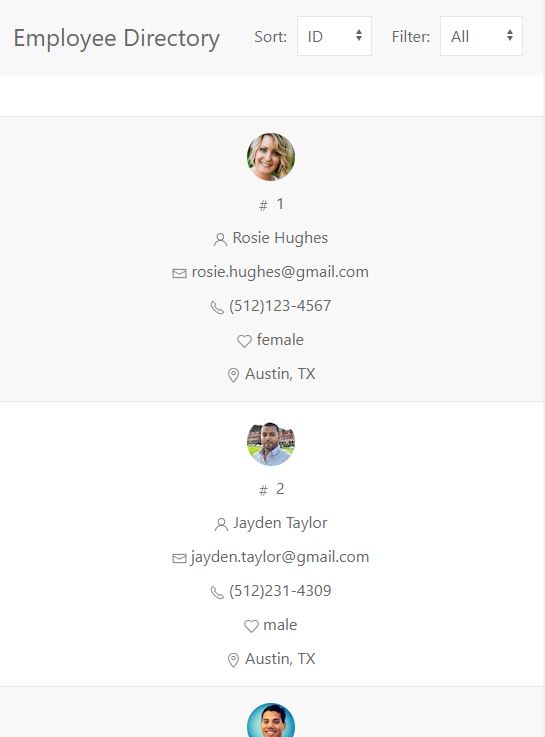 Employee Directory Sort: ID Filter: All
# 1
Rosie Hughes
rosie.hughes@gmail.com
(512)123-4567
female
Austin, TX
# 2
Jayden Taylor
jayden.taylor@gmail.com
(512)231-4309
male
Austin, TX